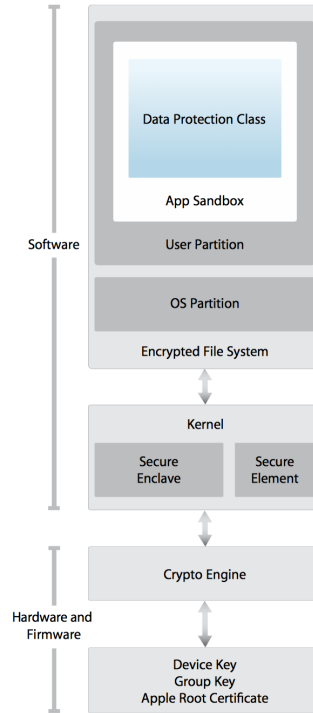 Data Protection Class
App Sandbox
User Partition
Software
OS Partition
Encrypted File System
Kernel
Secure
Enclave
Secure
Element
Crypto Engine
Hardware and
Firmware
Device Key
Group Key
Apple Root Certificate